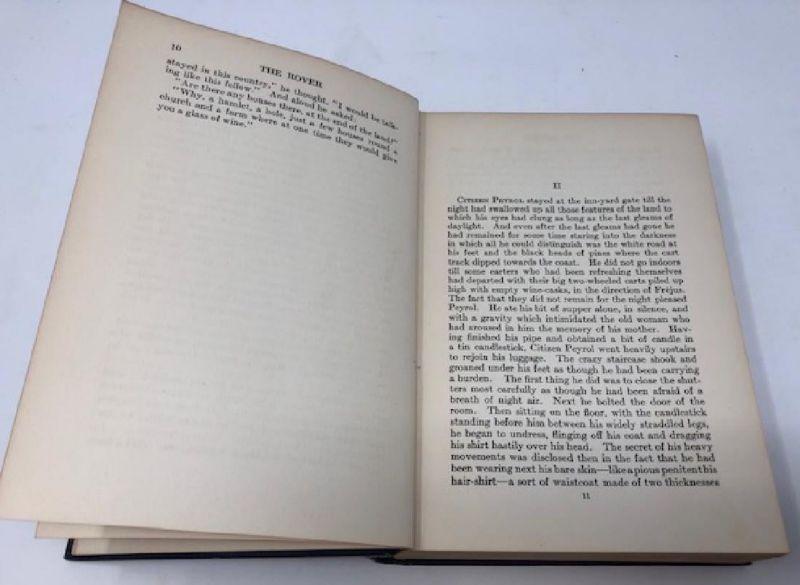 10
THE ROVER
stayed in this country," he thought, "I would be talk-
ing like this fellow." And aloud he asked:
"Are there any houses there, at the end of the land?"
"Why, a hamlet, a hole, just a few houses round a
church and a farm where at one time they would give
you a glass of wine."
II
CITIZEN PEYROL stayed at the inn-yard gate till the
night had swallowed up all those features of the land to
which his eyes had clung as long as the last gleams of
daylight. And even after the last gleams had gone he
had remained for some time staring into the darkness
in which all he could distinguish was the white road at
his feet and the black heads of pines where the cart
track dipped towards the coast. He did not go indoors
till some carters who had been refreshing themselves
had departed with their big two-wheeled carts piled up
high with empty wine-casks, in the direction of Fréjus.
The fact that they did not remain for the night pleased
Peyrol. He ate his bit of supper alone, in silence, and
with a gravity which intimidated the old woman who
had aroused in him the memory of his mother. Hav-
ing finished his pipe and obtained a bit of candle in
a tin candlestick, Citizen Peyrol went heavily upstairs
to rejoin his luggage. The crazy staircase shook and
groaned under his feet as though he had been carrying
a burden. The first thing he did was to close the shut-
ters most carefully as though he had been afraid of a
breath of night air. Next he bolted the door of the
room. Then sitting on the floor, with the candlestick
standing before him between his widely straddled legs,
he began to undress, flinging off his coat and dragging
his shirt hastily over his head. The secret of his heavy
movements was disclosed then in the fact that he had
been wearing next his bare skin—like a pious penitent his
hair-shirt—a sort of waistcoat made of two thicknesses
11